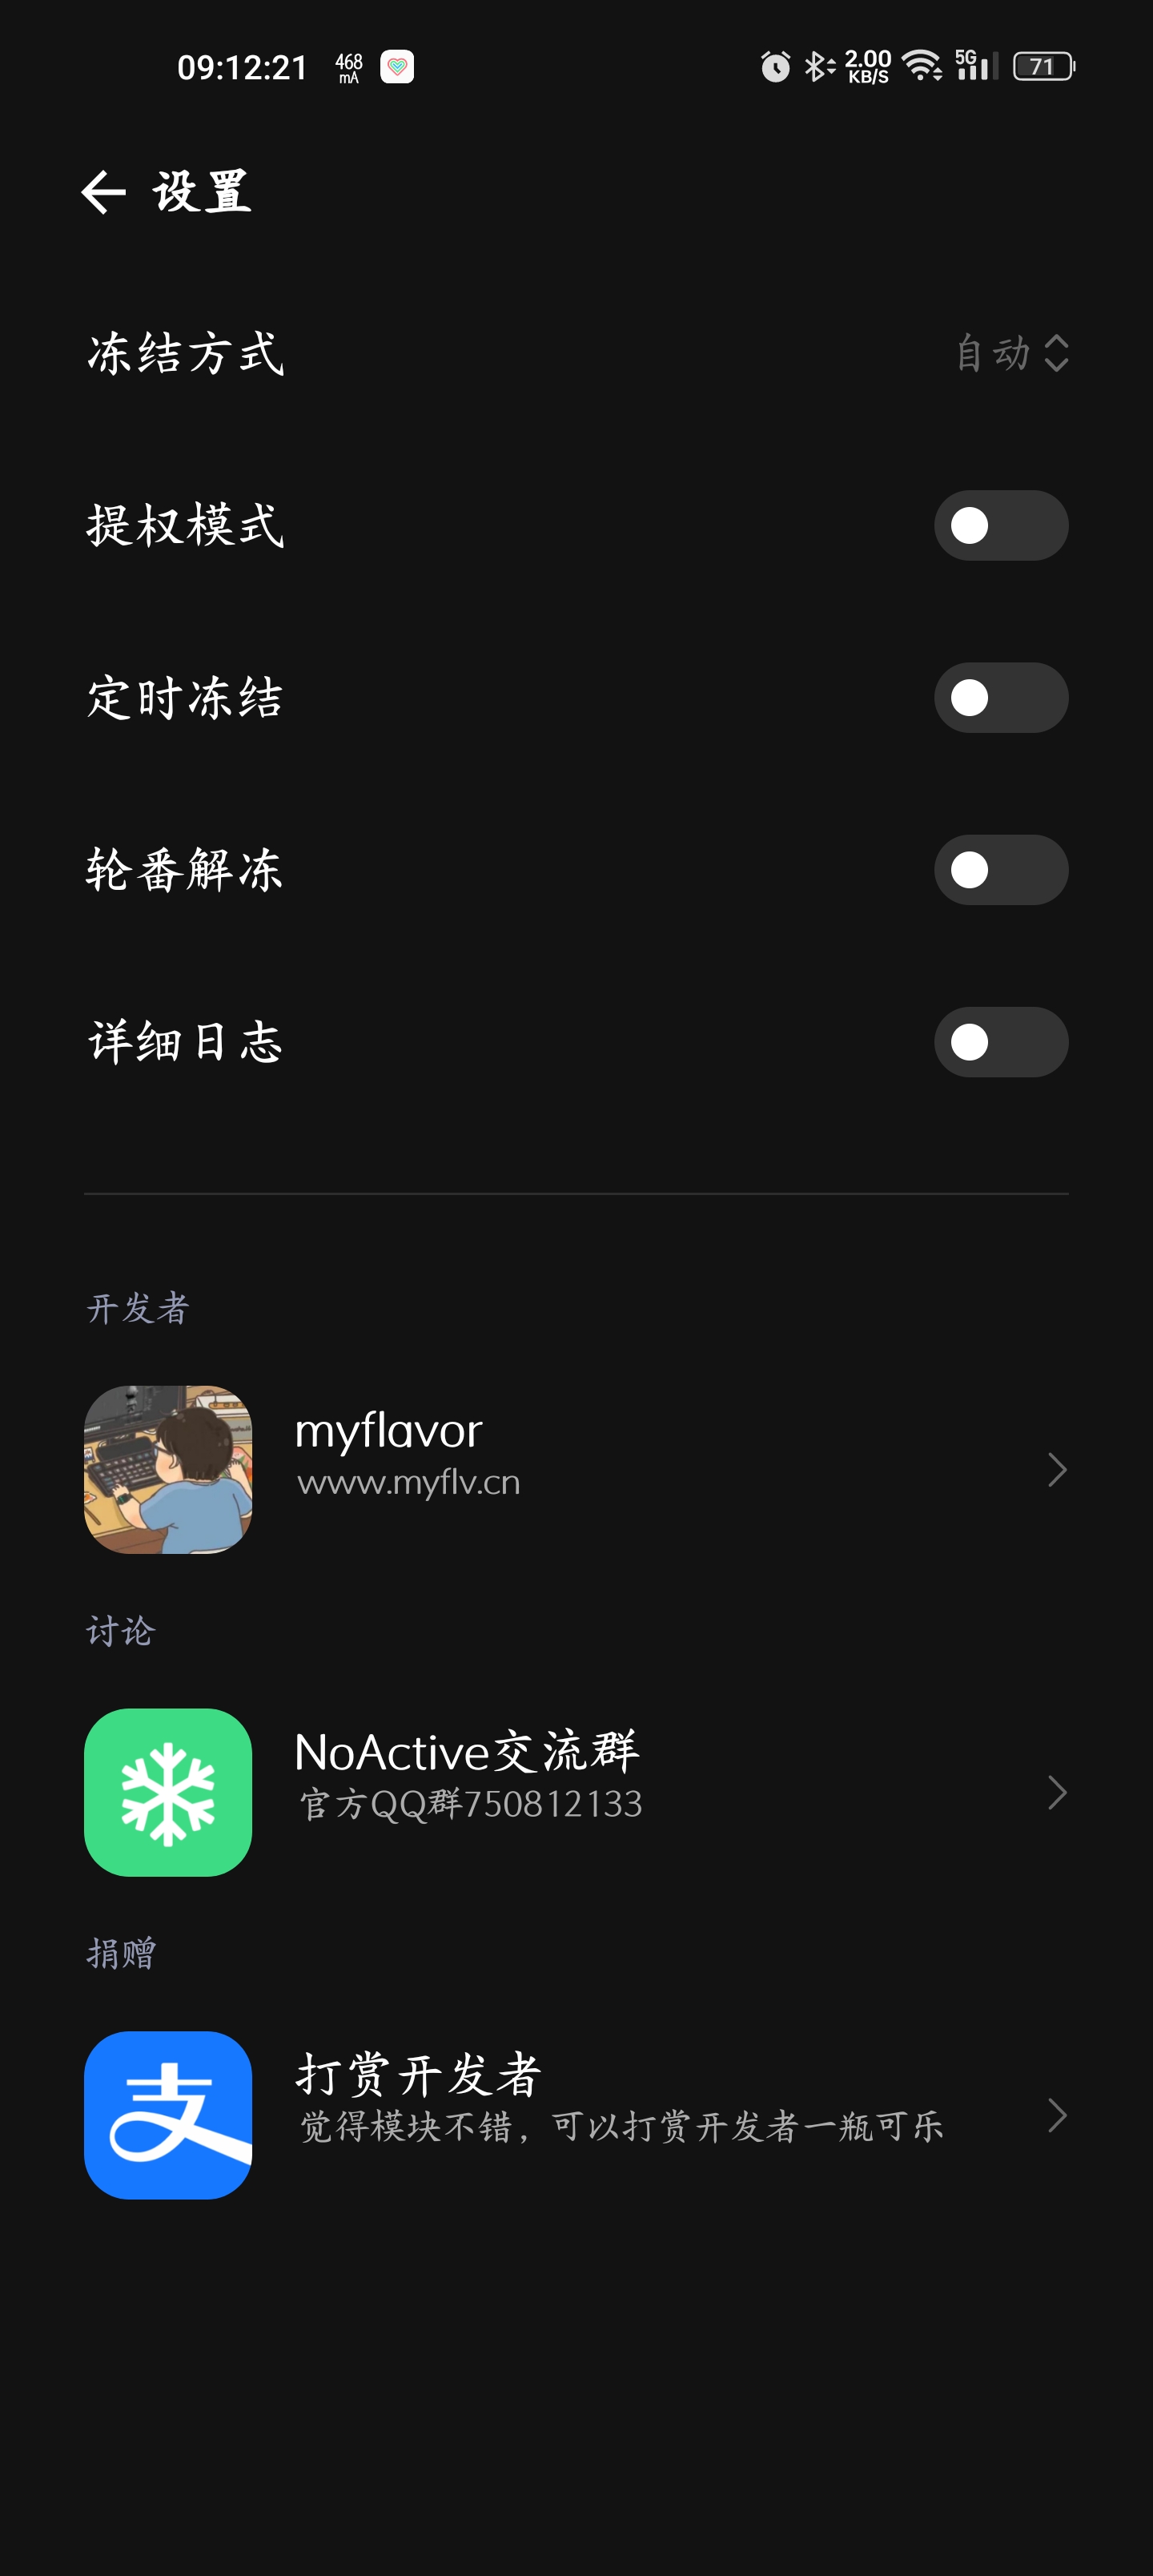 09:12:21 468 mA 2.00 KB/S 5G 71
设置
冻结方式 自动
提权模式
定时冻结
轮番解冻
详细日志
开发者
myflavor
www.myflv.cn
讨论
NoActive交流群
官方QQ群750812133
捐赠
支
打赏开发者
觉得模块不错，可以打赏开发者一瓶可乐